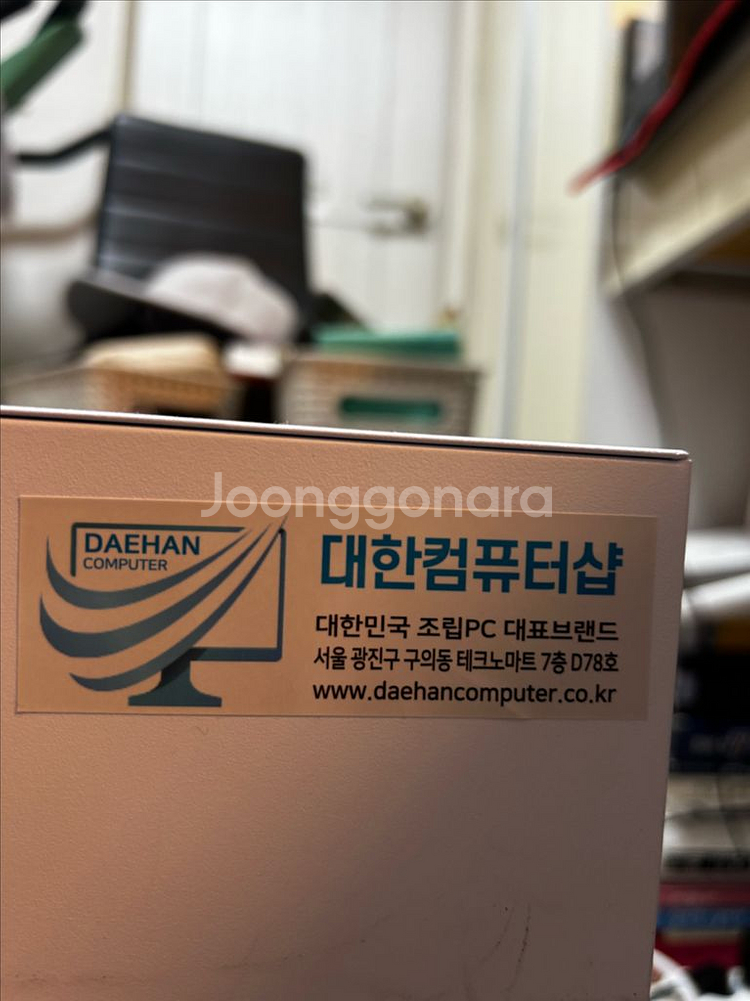 Joonggonara
DAEHAN
COMPUTER
대한컴퓨터샵
대한민국 조립PC 대표브랜드
서울 광진구 구의동 테크노마트 7층 D78호
www.daehancomputer.co.kr